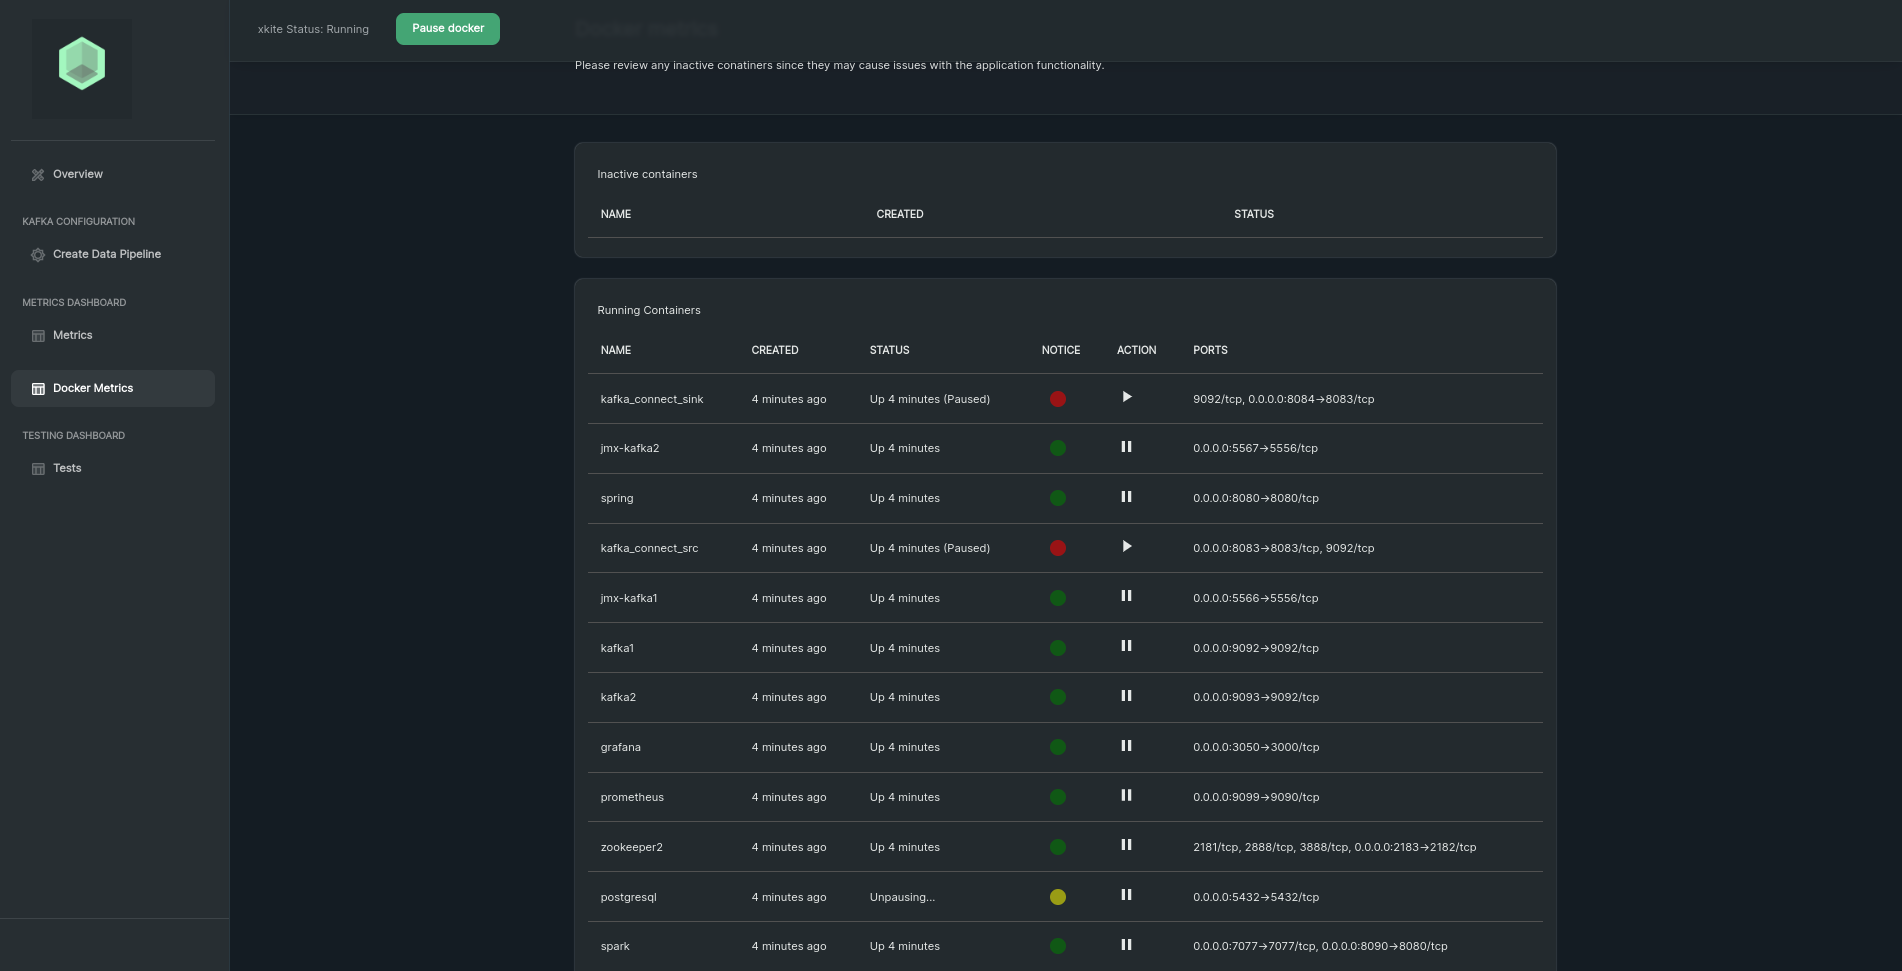 xkite Status: Running
Pause docker
Docker metrics
Please review any inactive conatiners since they may cause issues with the application functionality.
Overview
KAFKA CONFIGURATION
Create Data Pipeline
METRICS DASHBOARD
Metrics
Docker Metrics
TESTING DASHBOARD
Tests
Inactive containers
NAME CREATED STATUS
Running Containers
NAME CREATED STATUS NOTICE ACTION PORTS
kafka_connect_sink 4 minutes ago Up 4 minutes (Paused) 9092/tcp, 0.0.0.0:8084->8083/tcp
jmx-kafka2 4 minutes ago Up 4 minutes 0.0.0.0:5567->5556/tcp
spring 4 minutes ago Up 4 minutes 0.0.0.0:8080->8080/tcp
kafka_connect_src 4 minutes ago Up 4 minutes (Paused) 0.0.0.0:8083->8083/tcp, 9092/tcp
jmx-kafka1 4 minutes ago Up 4 minutes 0.0.0.0:5566->5556/tcp
kafka1 4 minutes ago Up 4 minutes 0.0.0.0:9092->9092/tcp
kafka2 4 minutes ago Up 4 minutes 0.0.0.0:9093->9092/tcp
grafana 4 minutes ago Up 4 minutes 0.0.0.0:3050->3000/tcp
prometheus 4 minutes ago Up 4 minutes 0.0.0.0:9099->9090/tcp
zookeeper2 4 minutes ago Up 4 minutes 2181/tcp, 2888/tcp, 3888/tcp, 0.0.0.0:2183->2182/tcp
postgresql 4 minutes ago Unpausing... 0.0.0.0:5432->5432/tcp
spark 4 minutes ago Up 4 minutes 0.0.0.0:7077->7077/tcp, 0.0.0.0:8090->8080/tcp